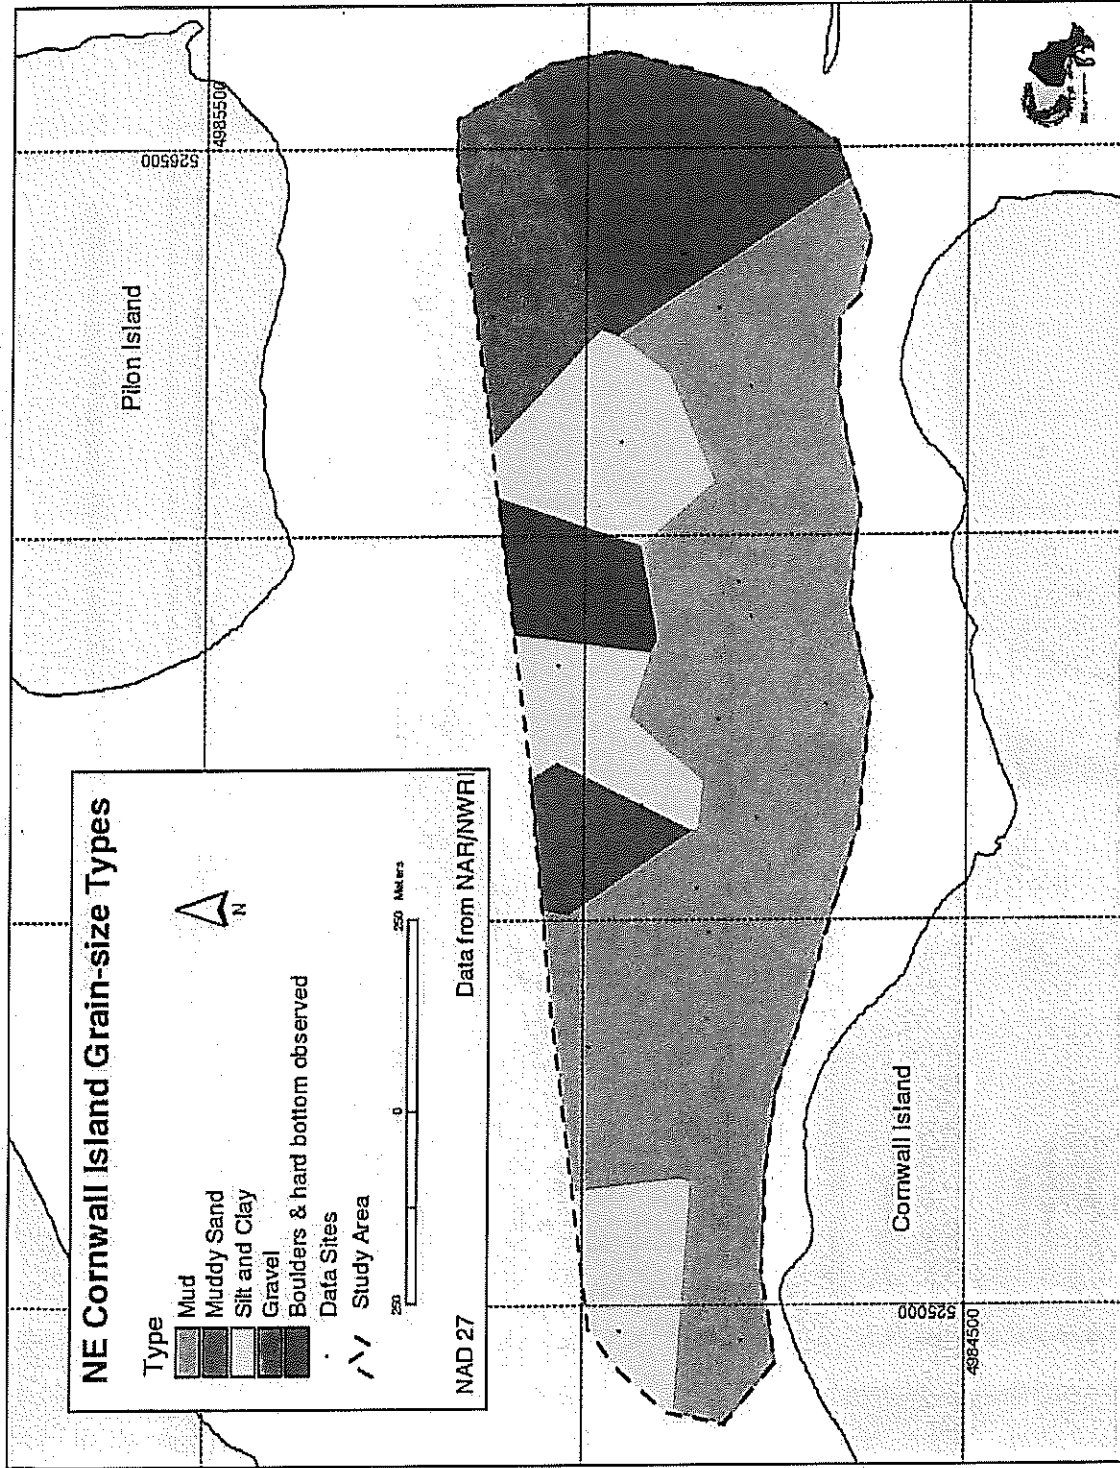 NE Cornwall Island Grain-size Types
Type
Mud
Muddy Sand
Silt and Clay
Gravel
Boulders & hard bottom observed
Data Sites
Study Area
N
250
0
250 Meters
NAD 27
Data from NAR/NWRI
Pilon Island
526500
4985500
Cornwall Island
525000
4984500